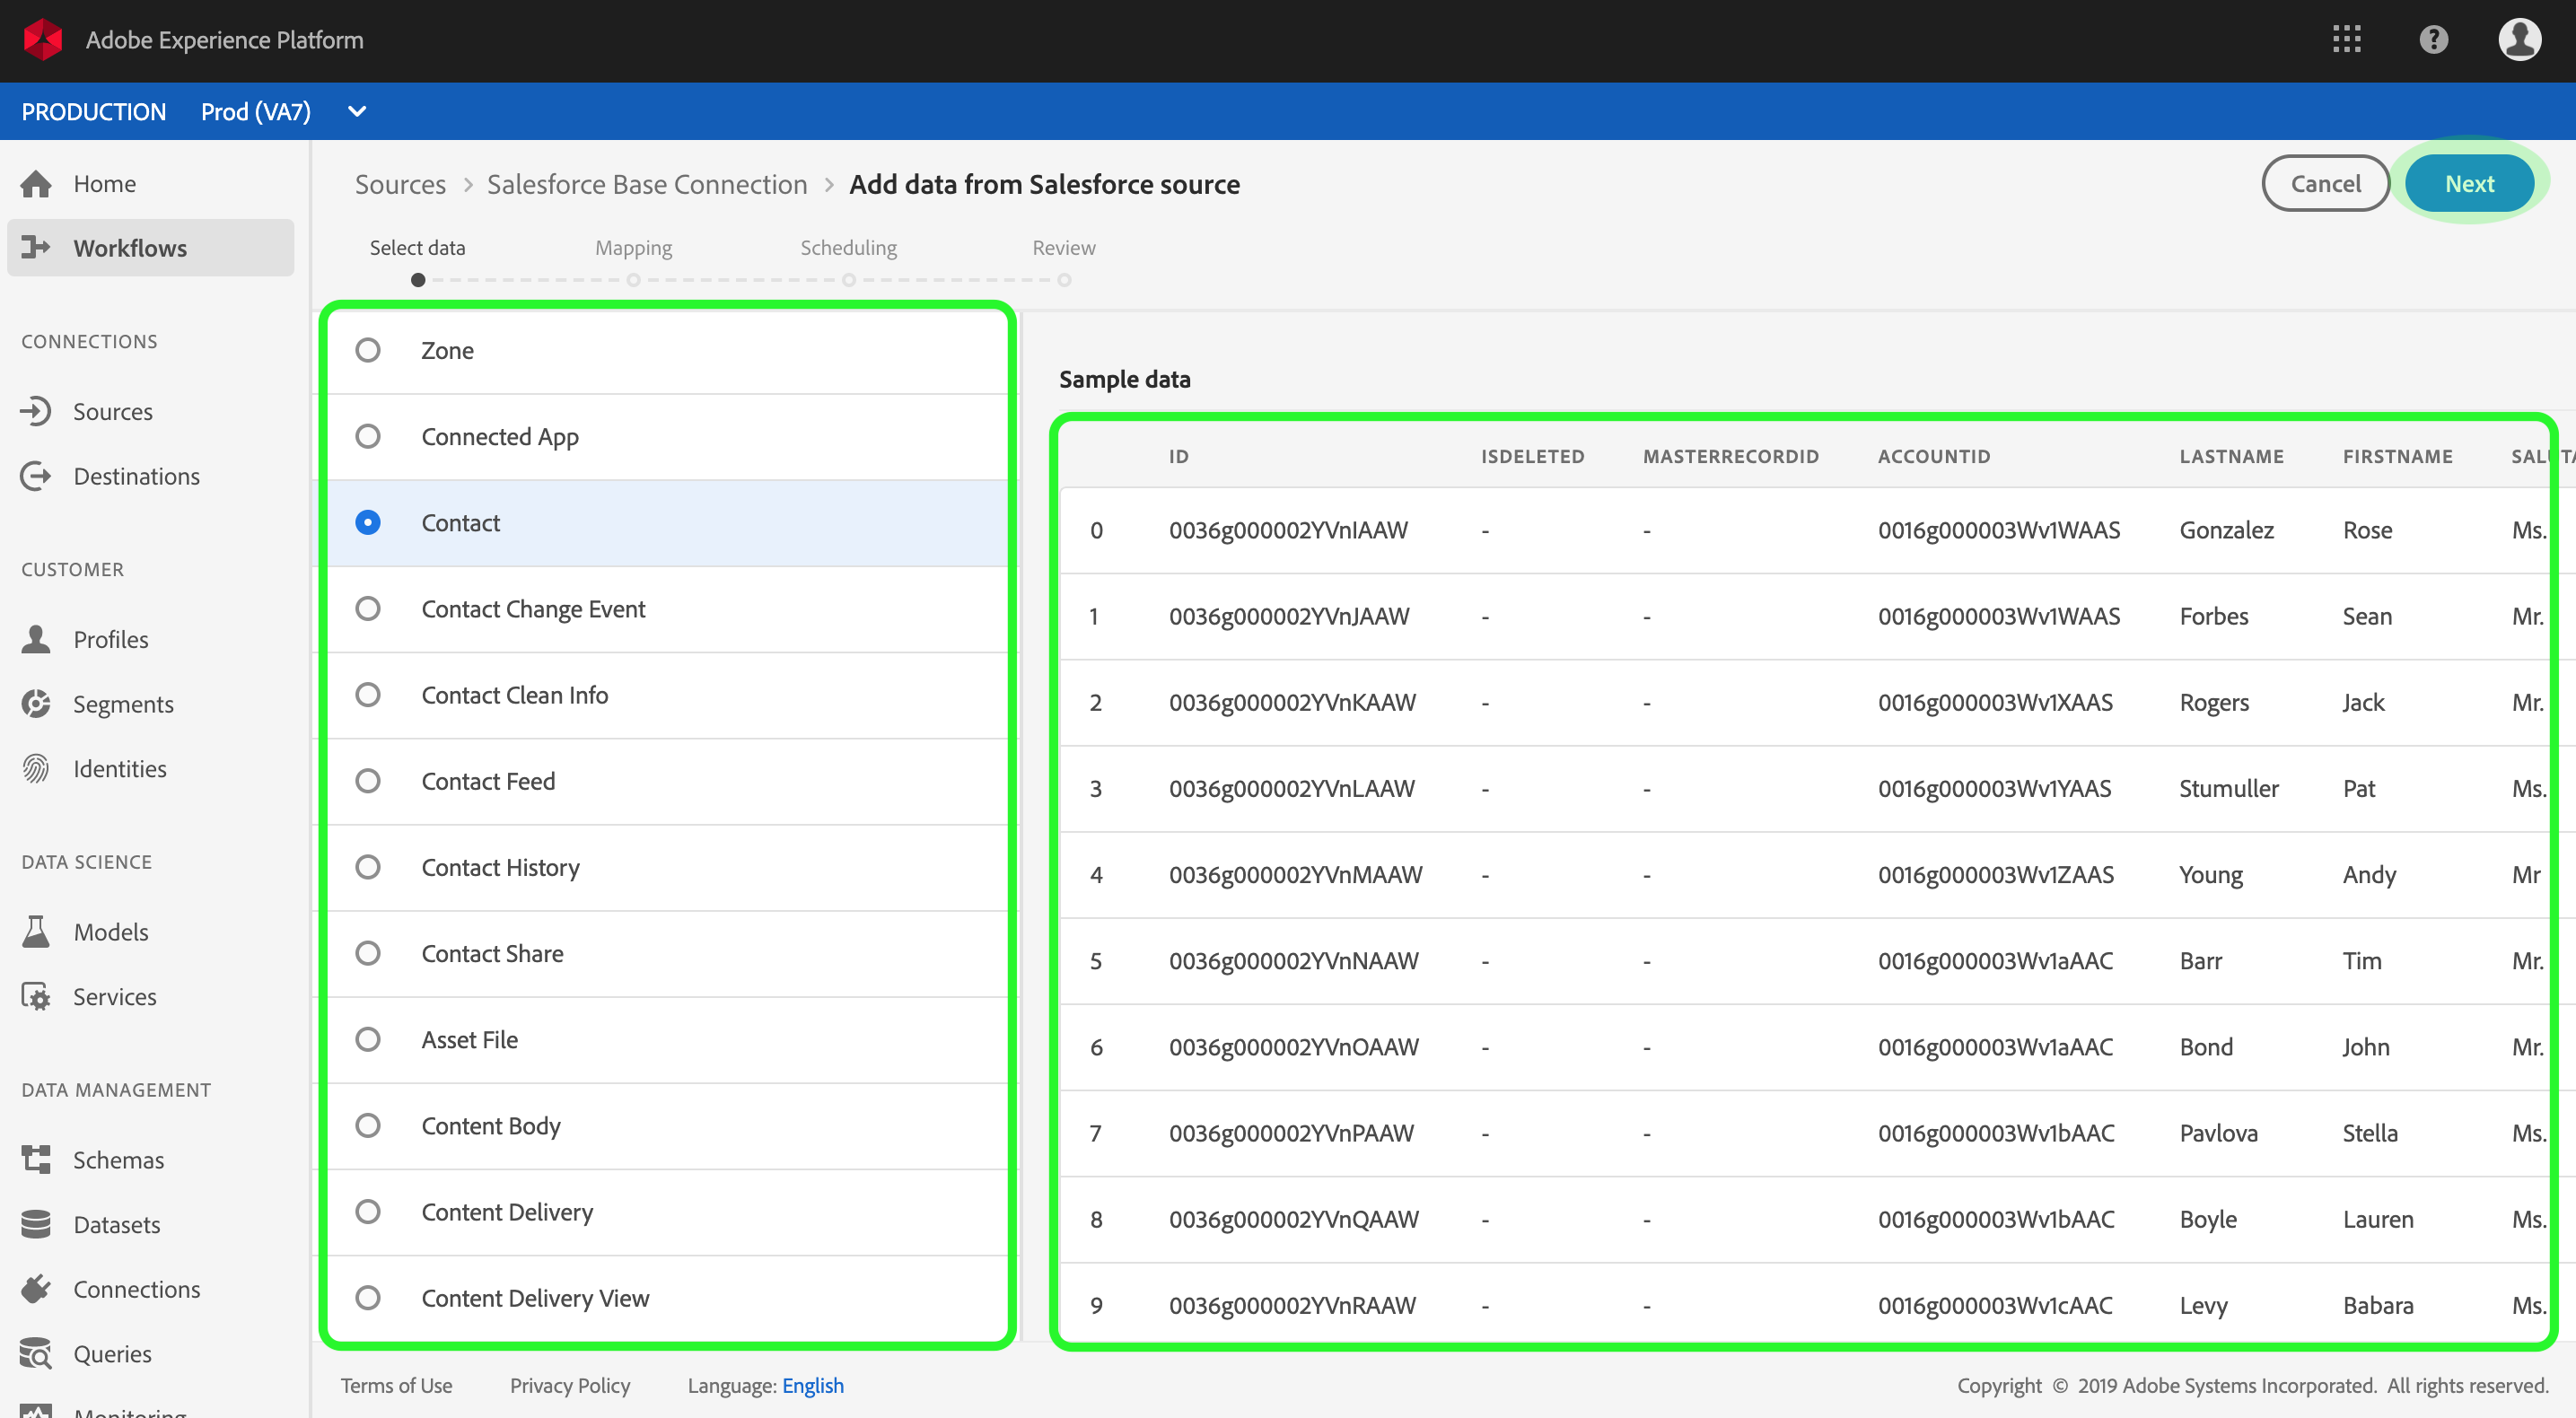 Adobe Experience Platform
PRODUCTION Prod (VA7)
Home
Workflows
CONNECTIONS
Sources
Destinations
CUSTOMER
Profiles
Segments
Identities
DATA SCIENCE
Models
Services
DATA MANAGEMENT
Schemas
Datasets
Connections
Queries
Monitoring
Sources > Salesforce Base Connection > Add data from Salesforce source
Cancel Next
Select data Mapping Scheduling Review
Zone
Connected App
Contact
Contact Change Event
Contact Clean Info
Contact Feed
Contact History
Contact Share
Asset File
Content Body
Content Delivery
Content Delivery View
Sample data
ID ISDELETED MASTERRECORDID ACCOUNTID LASTNAME FIRSTNAME
0 0036g000002YVnIAAW - - 0016g000003Wv1WAAS Gonzalez Rose Ms.
1 0036g000002YVnJAAW - - 0016g000003Wv1WAAS Forbes Sean Mr.
2 0036g000002YVnKAAW - - 0016g000003Wv1XAAS Rogers Jack Mr.
3 0036g000002YVnLAAW - - 0016g000003Wv1YAAS Stumuller Pat Ms.
4 0036g000002YVnMAAW - - 0016g000003Wv1ZAAS Young Andy Mr
5 0036g000002YVnNAAW - - 0016g000003Wv1aAAC Barr Tim Mr.
6 0036g000002YVnOAAW - - 0016g000003Wv1aAAC Bond John Mr.
7 0036g000002YVnPAAW - - 0016g000003Wv1bAAC Pavlova Stella Ms.
8 0036g000002YVnQAAW - - 0016g000003Wv1bAAC Boyle Lauren Ms.
9 0036g000002YVnRAAW - - 0016g000003Wv1cAAC Levy Babara Ms.
Terms of Use Privacy Policy Language: English Copyright © 2019 Adobe Systems Incorporated. All rights reserved.